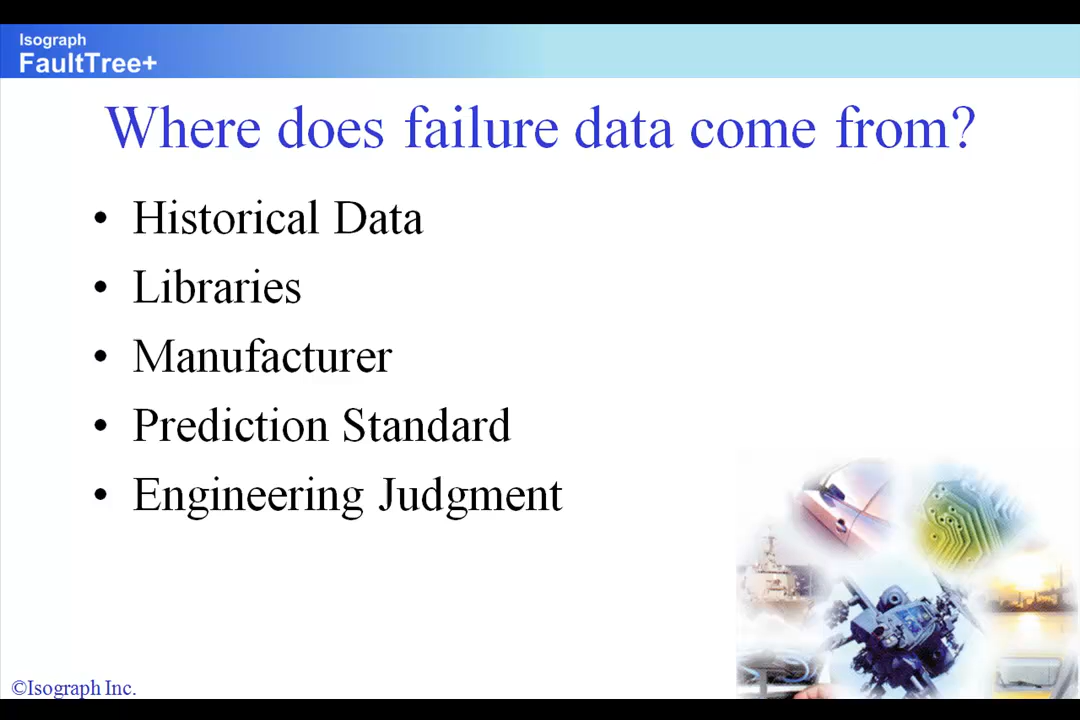 Isograph
FaultTree+
Where does failure data come from?
• Historical Data
• Libraries
• Manufacturer
• Prediction Standard
• Engineering Judgment
©Isograph Inc.